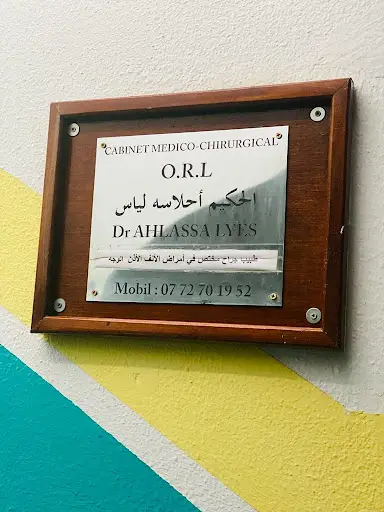 CABINET MEDICO-CHIRURGICAL
O.R.L
الحكيم أحلاسه لياس
Dr AHLASSA LYES
طبيب جراح مختص في أمراض الأنف الأذن الوجه
Mobil : 07 72 70 19 52